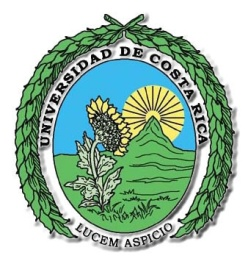 UNIVERSIDAD DE COSTA RICA
LUCEM ASPICIO